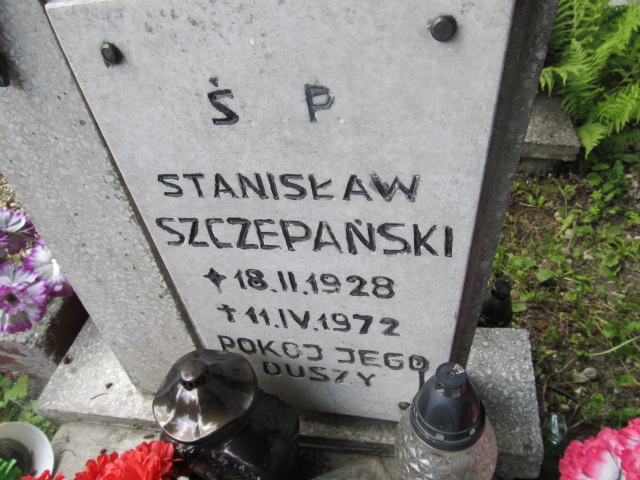 Ś P
STANISŁAW
SZCZEPAŃSKI
18.II.1928
† 11.IV.1972
POKÓJ JEGO
DUSZY